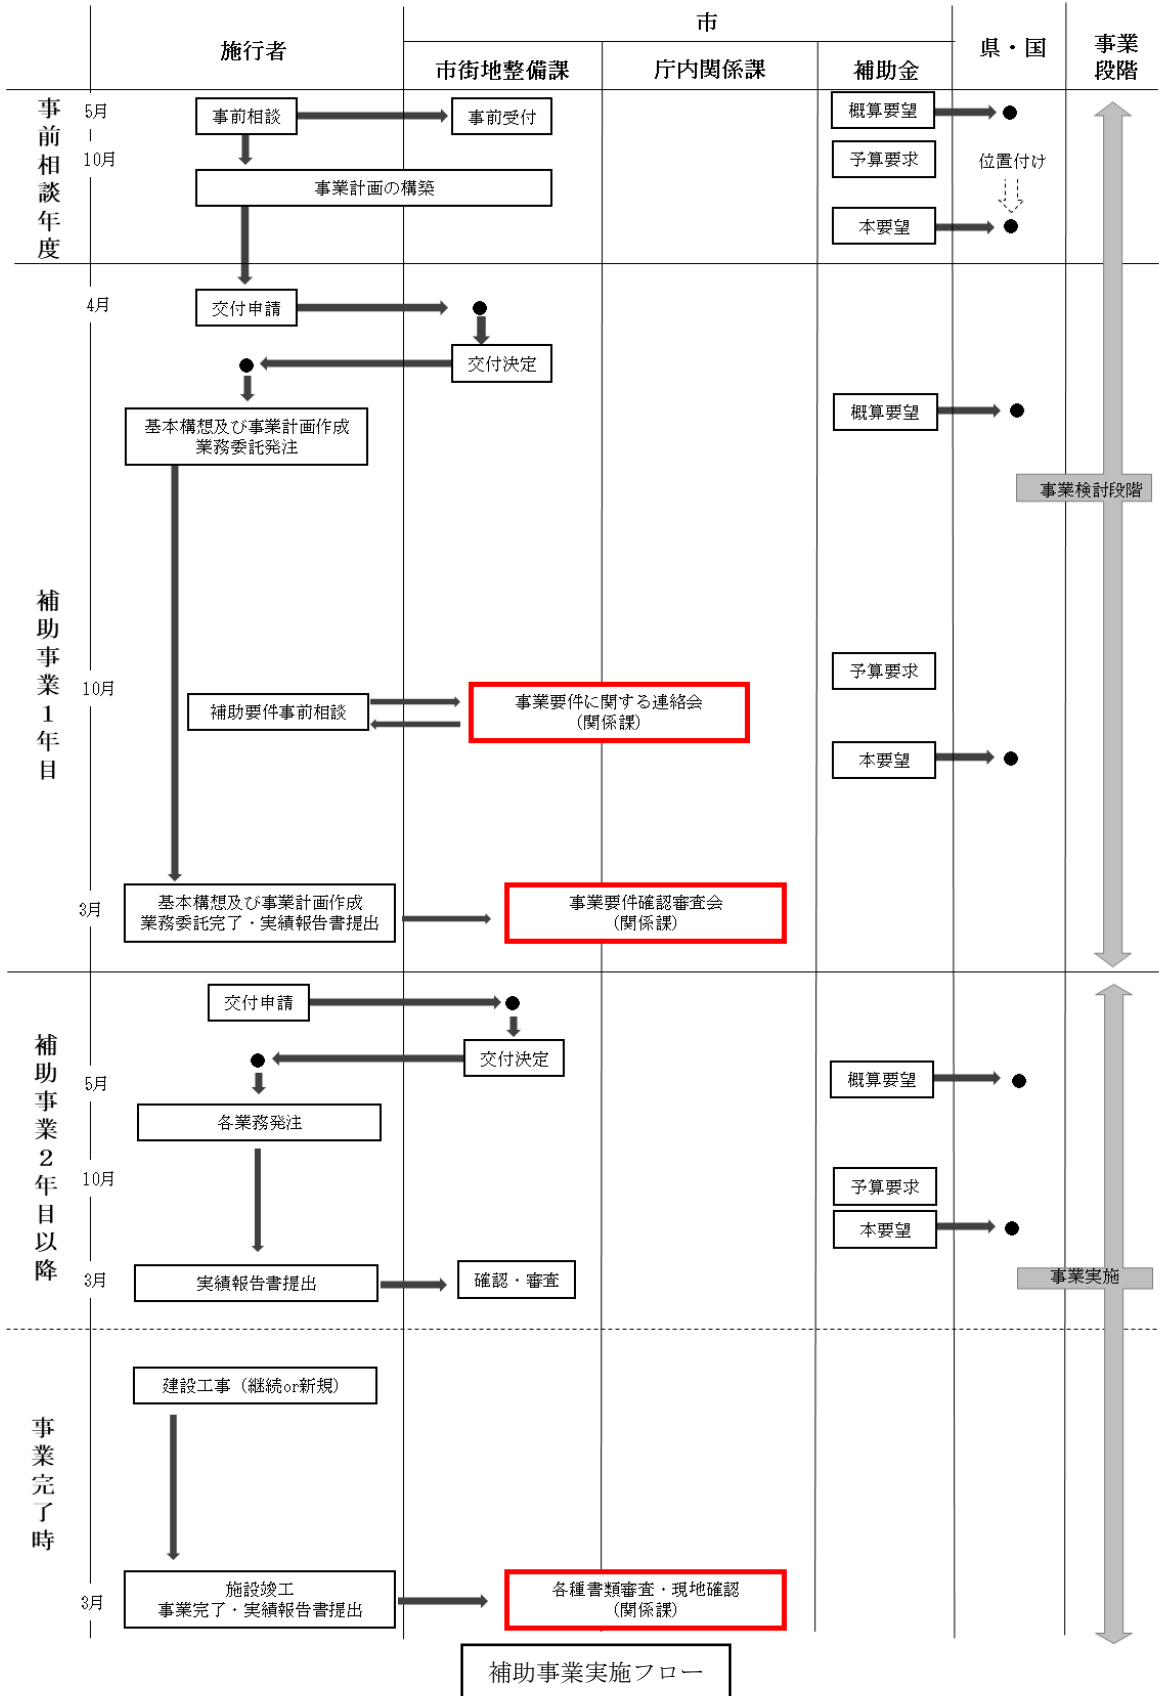 施行者
市
市街地整備課
庁内関係課
補助金
県・国
事業
段階
事前相談年度
5月
10月
事前相談
事前受付
概算要望
予算要求
位置付け
事業計画の構築
本要望
補助事業1年目
4月
交付申請
交付決定
基本構想及び事業計画作成
業務委託発注
概算要望
事業検討段階
10月
補助要件事前相談
事業要件に関する連絡会
(関係課)
予算要求
本要望
3月
基本構想及び事業計画作成
業務委託完了・実績報告書提出
事業要件確認審査会
(関係課)
補助事業2年目以降
交付申請
交付決定
5月
概算要望
各業務発注
10月
予算要求
本要望
3月
実績報告書提出
確認・審査
事業実施
事業完了時
建設工事（継続or新規）
3月
施設竣工
事業完了・実績報告書提出
各種書類審査・現地確認
(関係課)
補助事業実施フロー